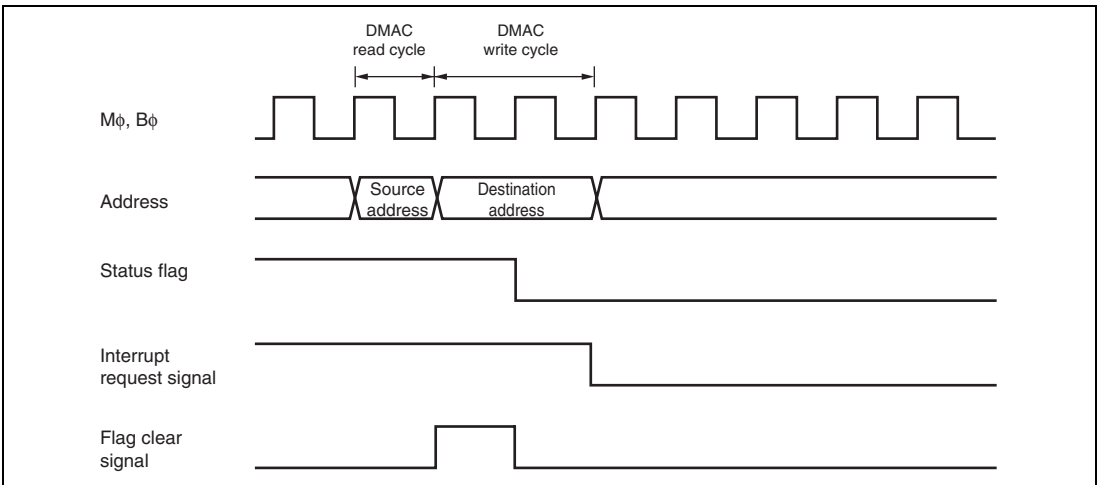 DMAC
read cycle
DMAC
write cycle
Mϕ, Bϕ
Address
Source
address
Destination
address
Status flag
Interrupt
request signal
Flag clear
signal